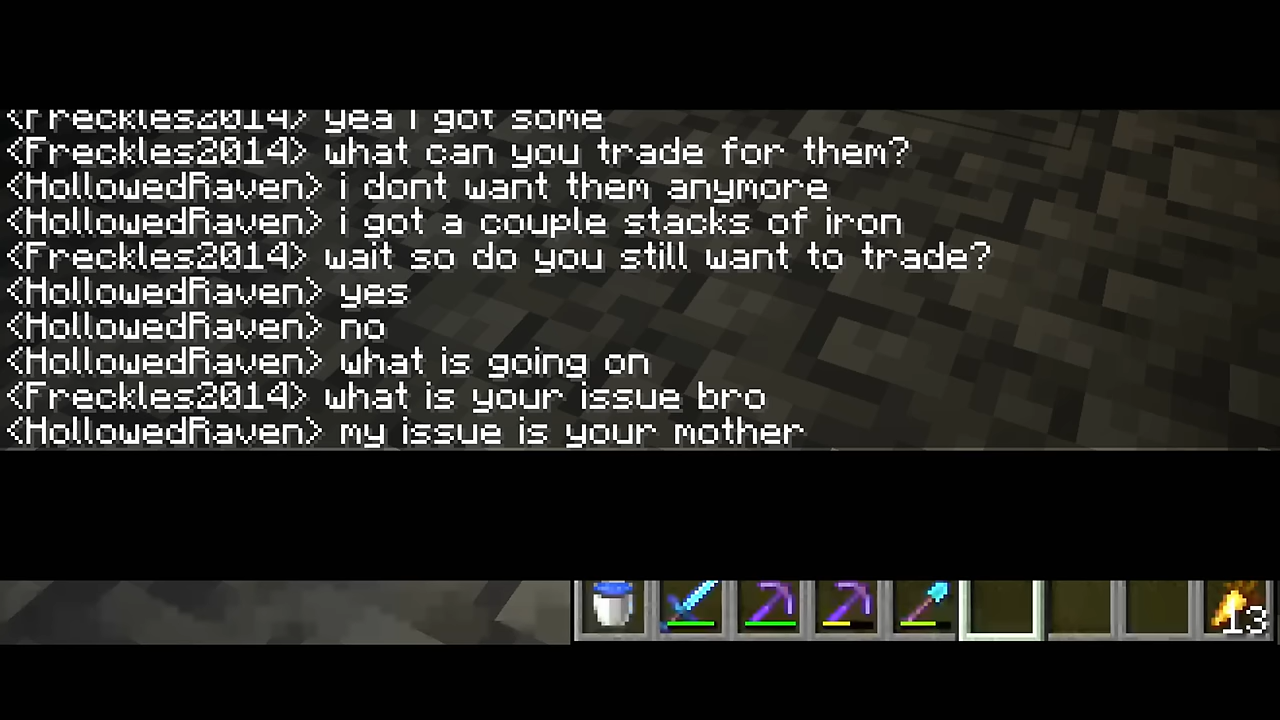 <Freckles2014> yea i got some
<Freckles2014> what can you trade for them?
<HollowedRaven> i dont want them anymore
<HollowedRaven> i got a couple stacks of iron
<Freckles2014> wait so do you still want to trade?
<HollowedRaven> yes
<HollowedRaven> no
<HollowedRaven> what is going on
<Freckles2014> what is your issue bro
<HollowedRaven> my issue is your mother
13